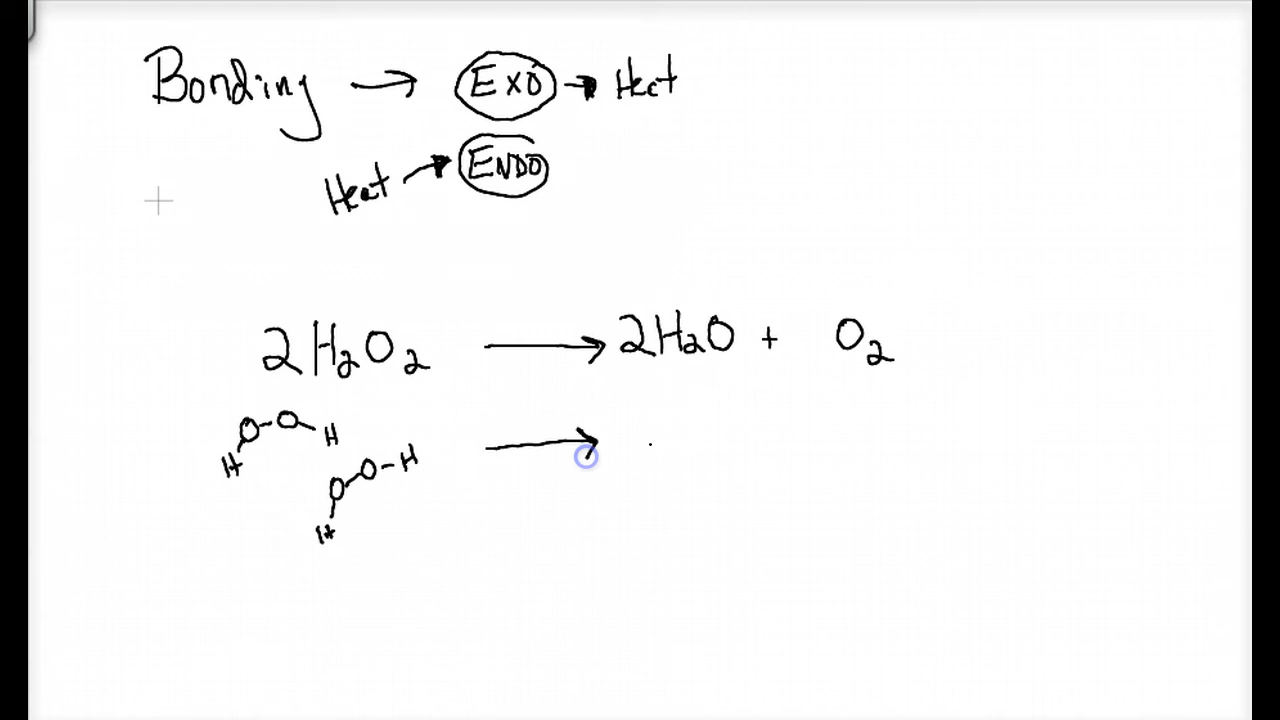 Bonding → Exo → Heat
Heat → ENDO
2H₂O₂ → 2H₂O + O₂
O-O-H
H
→
O-O-H
H